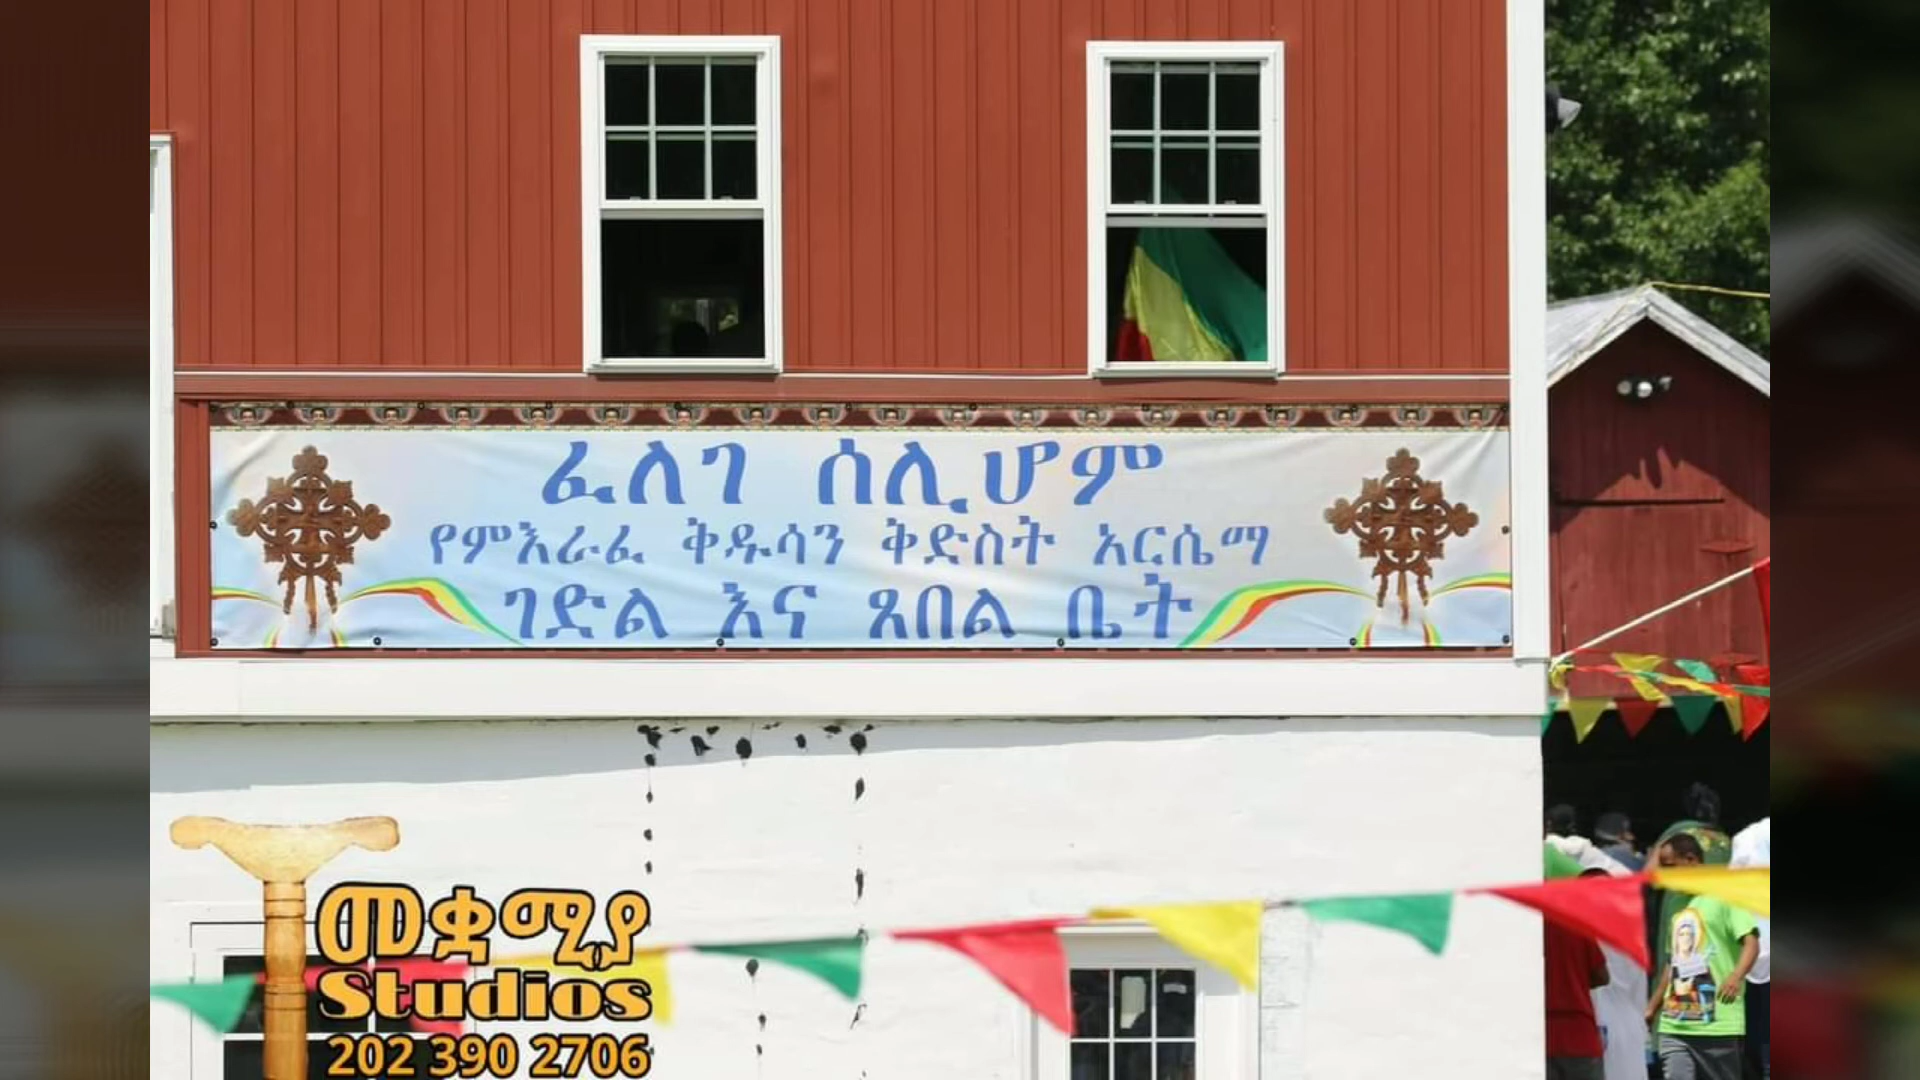 ፈለገ ሰሊሆም
የምእራፈ ቅዱሳን ቅድስት አርሴማ
ገድል እና ጸበል ቤት
መቋሚያ
Studios
202 390 2706